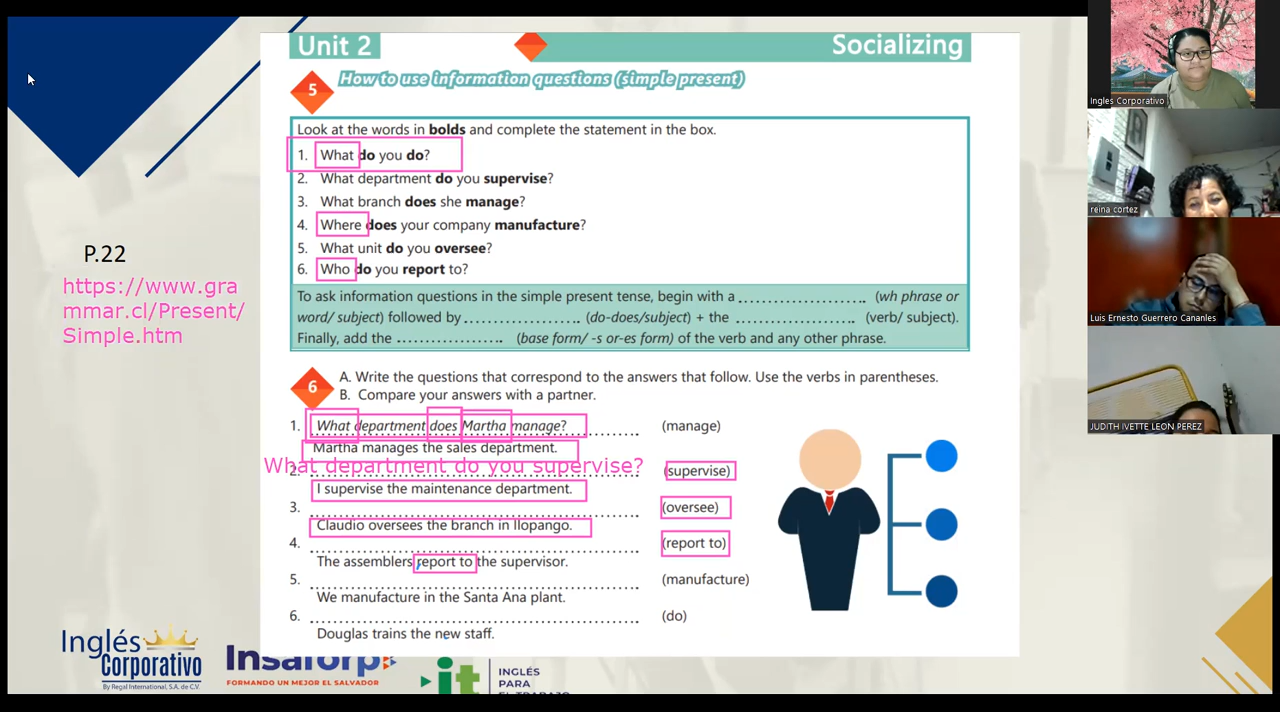 Unit 2
Socializing
5
How to use information questions (simple present)
Look at the words in bolds and complete the statement in the box.
1. What do you do?
2. What department do you supervise?
3. What branch does she manage?
4. Where does your company manufacture?
5. What unit do you oversee?
6. Who do you report to?
To ask information questions in the simple present tense, begin with a ...................... (wh phrase or
word/ subject) followed by .................... (do-does/subject) + the .................... (verb/ subject).
Finally, add the .................. (base form/ -s or-es form) of the verb and any other phrase.
P.22
https://www.gra
mmar.cl/Present/
Simple.htm
6
A. Write the questions that correspond to the answers that follow. Use the verbs in parentheses.
B. Compare your answers with a partner.
1. What department does Martha manage? (manage)
Martha manages the sales department.
2. What department do you supervise? (supervise)
I supervise the maintenance department.
3. (oversee)
Claudio oversees the branch in Ilopango.
4. (report to)
The assemblers report to the supervisor.
5. (manufacture)
We manufacture in the Santa Ana plant.
6. (do)
Douglas trains the new staff.
Inglés
Corporativo
By Regal International, S.A. de C.V.
Insaforp
FORMANDO UN MEJOR EL SALVADOR
it
INGLÉS
PARA
EL TRABAJO
Ingles Corporativo
reina cortez
Luis Ernesto Guerrero Cananles
JUDITH IVETTE LEON PEREZ